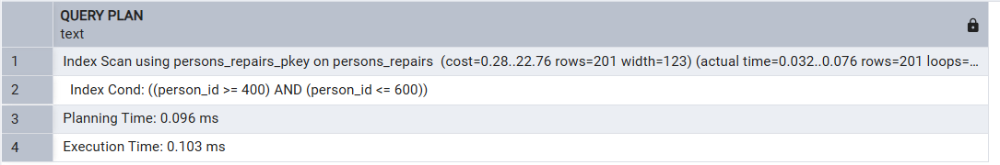 QUERY PLAN
text
1 Index Scan using persons_repairs_pkey on persons_repairs (cost=0.28..22.76 rows=201 width=123) (actual time=0.032..0.076 rows=201 loops=...
2 Index Cond: ((person_id >= 400) AND (person_id <= 600))
3 Planning Time: 0.096 ms
4 Execution Time: 0.103 ms